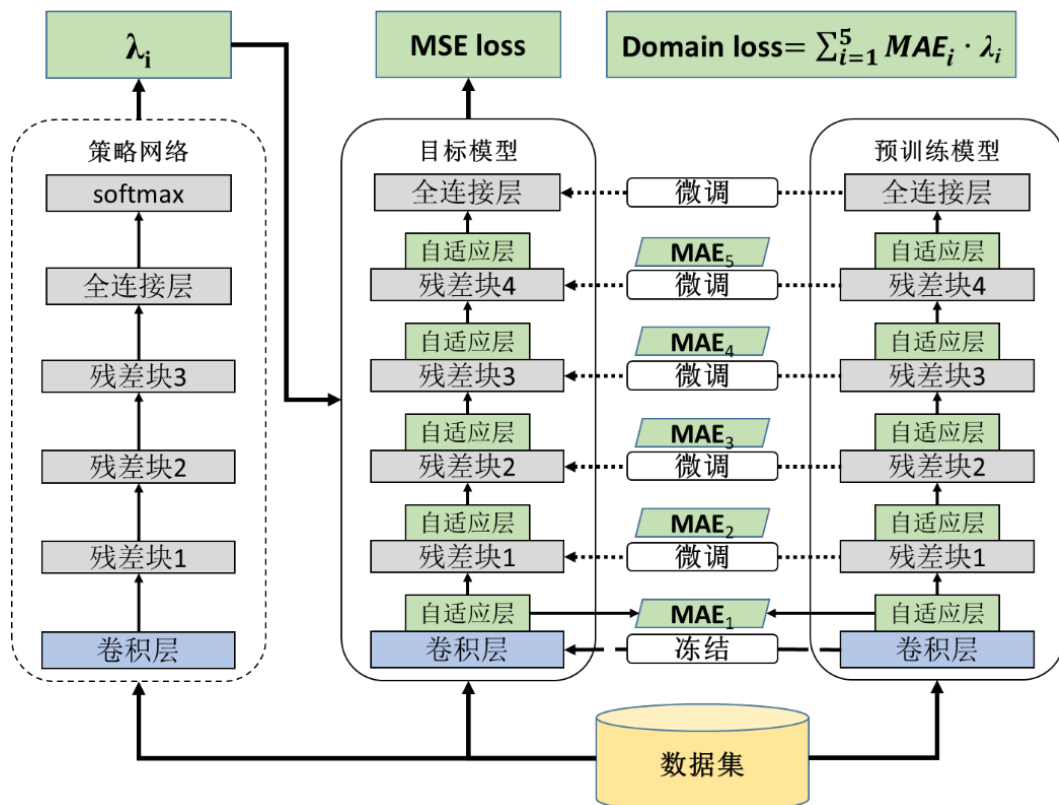 λi
MSE loss
Domain loss= ∑_{i=1}^{5} MAE_i · λ_i
策略网络
softmax
全连接层
残差块3
残差块2
残差块1
卷积层
目标模型
全连接层
自适应层
残差块4
自适应层
残差块3
自适应层
残差块2
自适应层
残差块1
自适应层
卷积层
微调
MAE5
微调
MAE4
微调
MAE3
微调
MAE2
微调
MAE1
冻结
预训练模型
全连接层
自适应层
残差块4
自适应层
残差块3
自适应层
残差块2
自适应层
残差块1
自适应层
卷积层
数据集